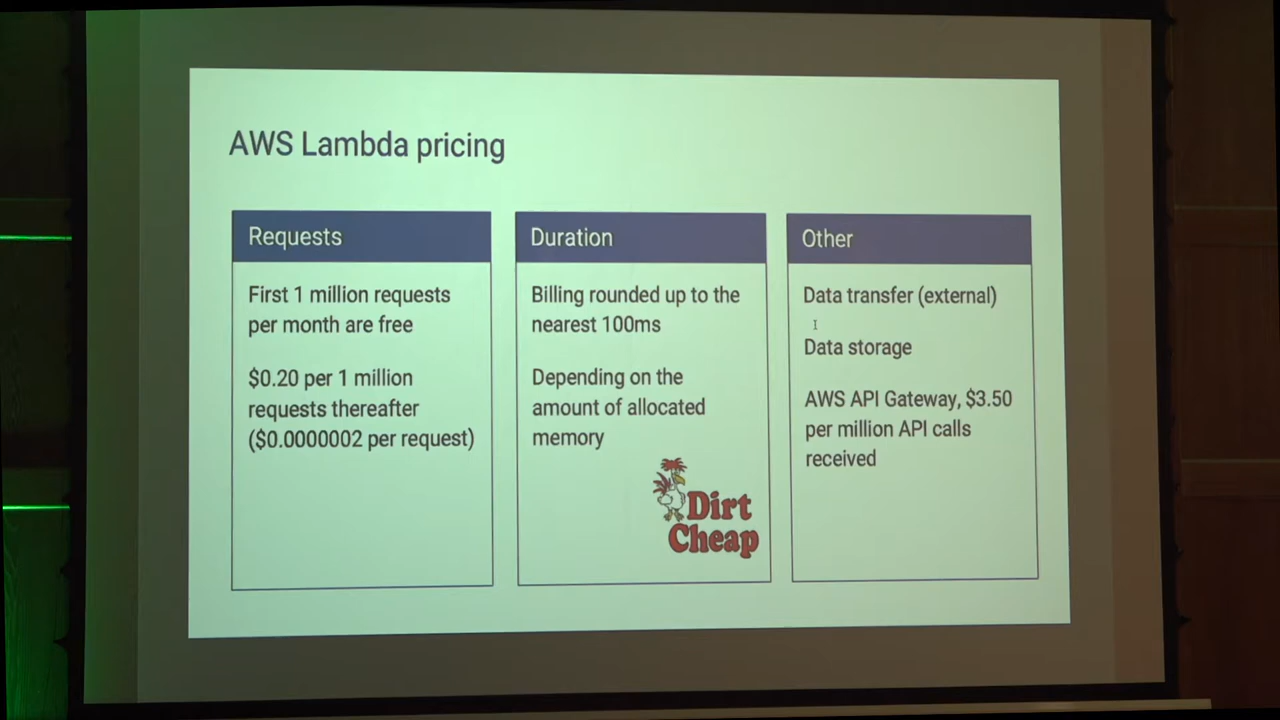 AWS Lambda pricing
Requests
First 1 million requests
per month are free
$0.20 per 1 million
requests thereafter
($0.0000002 per request)
Duration
Billing rounded up to the
nearest 100ms
Depending on the
amount of allocated
memory
Dirt
Cheap
Other
Data transfer (external)
Data storage
AWS API Gateway, $3.50
per million API calls
received